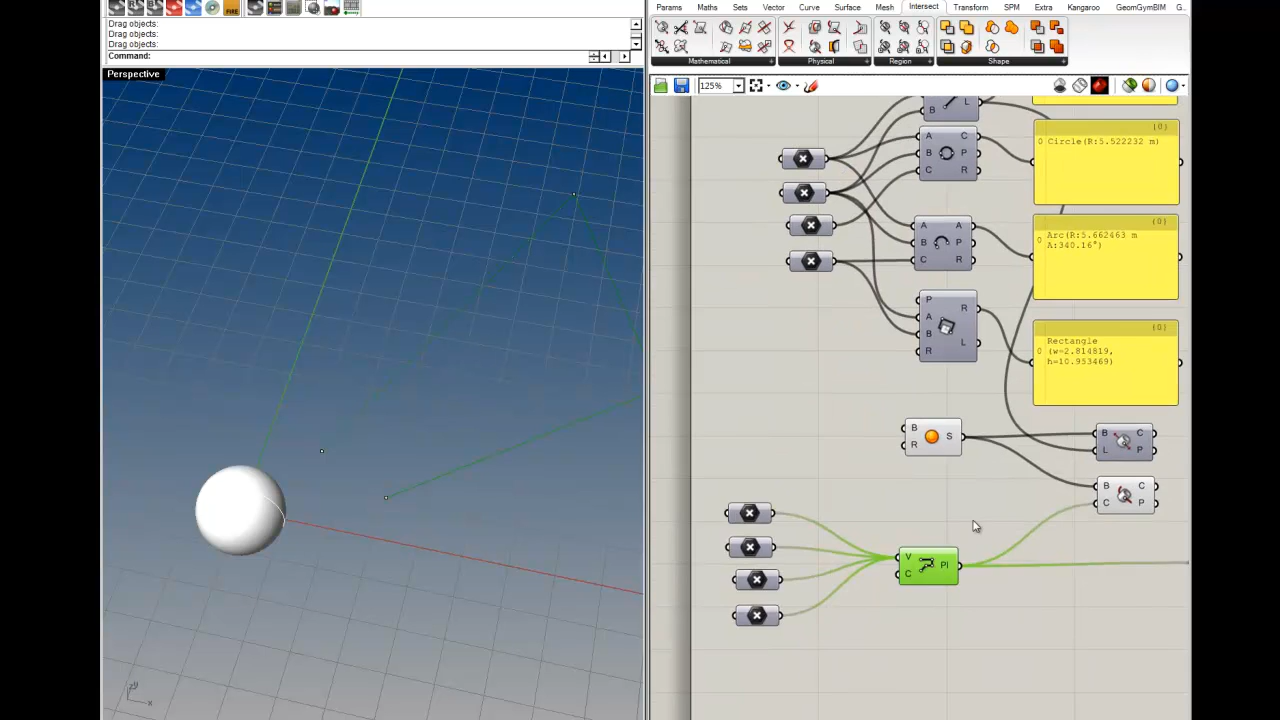 Drag objects:
Drag objects:
Drag objects:
Command:
Perspective
FIRE
Params Maths Sets Vector Curve Surface Mesh Intersect Transform SPM Extra Kangaroo GeomGymBIM G..
Mathematical Physical Region Shape
125%
B L
{0}
A C
0 Circle(R:5.522232 m)
B P
C R
{0}
A A
0 Arc(R:5.662463 m
A:340.16°)
B P
C R
P
A R
{0}
B
Rectangle
0 (w=2.814819,
h=10.953469)
L
R
B
R S
B C
L P
B C
C P
V
C Pl
z y
x